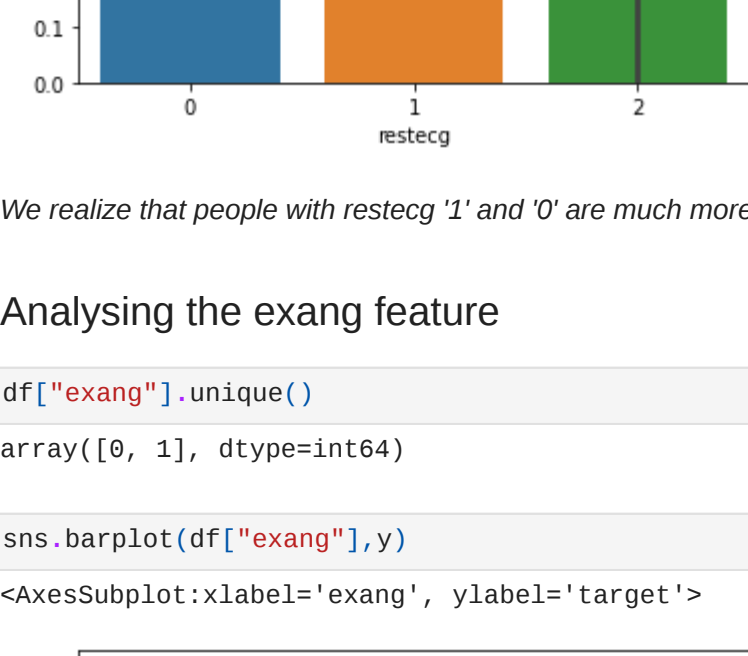 0.1
0.0
0 1 2
restecg
We realize that people with restecg '1' and '0' are much more
Analysing the exang feature
df["exang"].unique()
array([0, 1], dtype=int64)
sns.barplot(df["exang"],y)
<AxesSubplot:xlabel='exang', ylabel='target'>